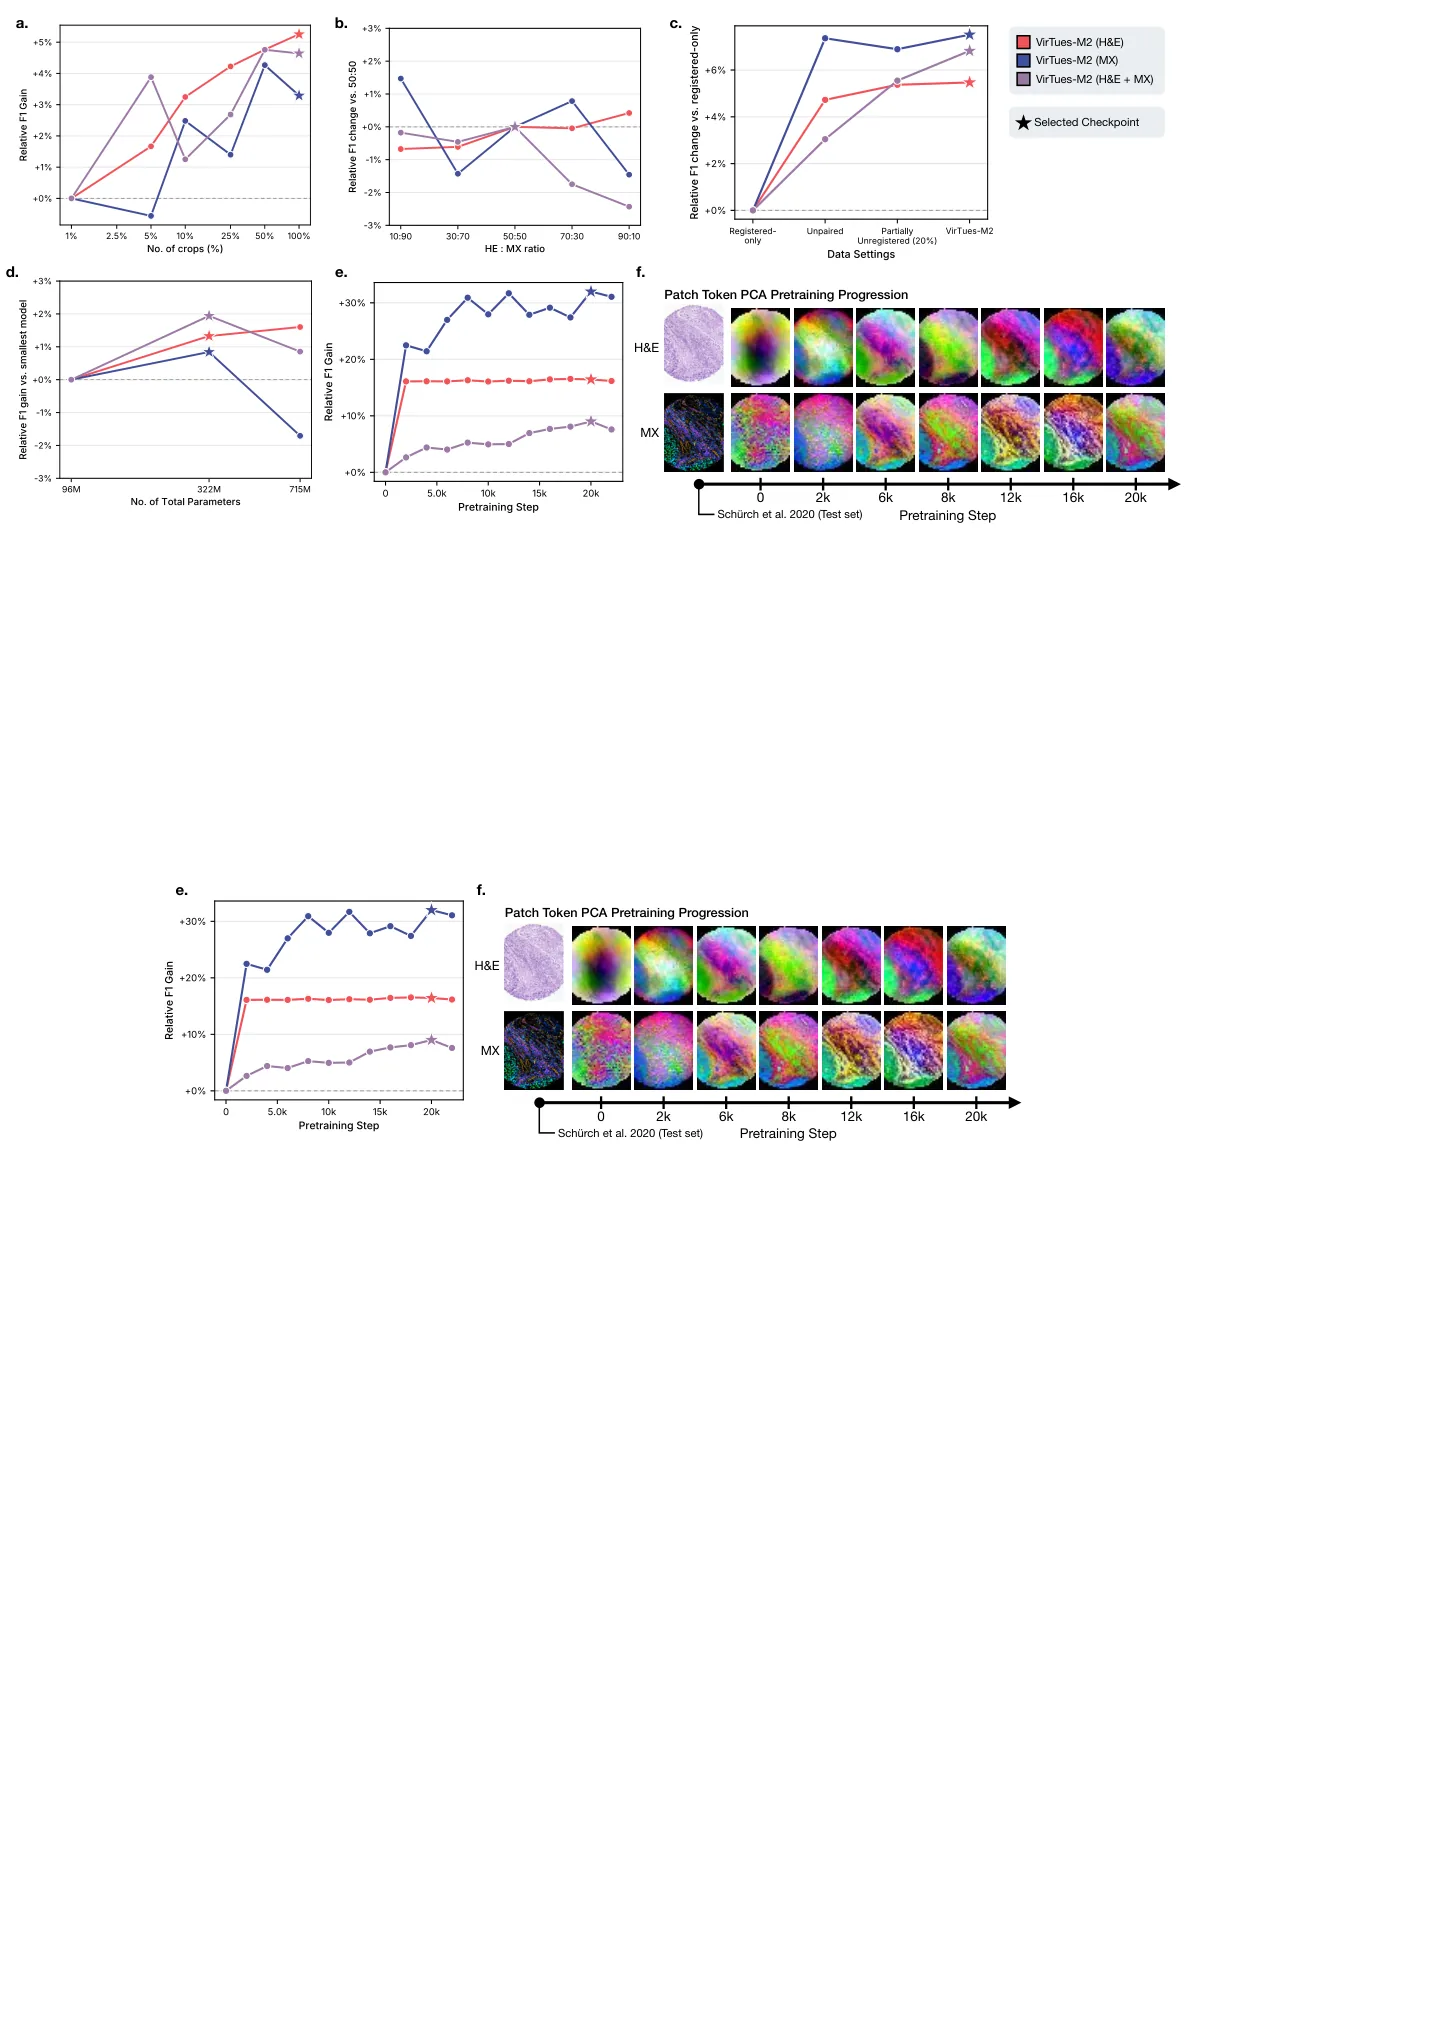 a.
+5%
+4%
+3%
+2%
+1%
+0%
Relative F1 Gain
1% 2.5% 5% 10% 25% 50% 100%
No. of crops (%)
b.
+3%
+2%
+1%
+0%
-1%
-2%
-3%
Relative F1 change vs. 50:50
10:90 30:70 50:50 70:30 90:10
HE : MX ratio
c.
+6%
+4%
+2%
+0%
Relative F1 change vs. registered-only
Registered-
only
Unpaired
Partially
Unregistered (20%)
VirTues-M2
Data Settings
VirTues-M2 (H&E)
VirTues-M2 (MX)
VirTues-M2 (H&E + MX)
Selected Checkpoint
d.
+3%
+2%
+1%
+0%
-1%
-2%
-3%
Relative F1 gain vs. smallest model
96M 322M 715M
No. of Total Parameters
e.
+30%
+20%
+10%
+0%
Relative F1 Gain
0 5.0k 10k 15k 20k
Pretraining Step
f.
Patch Token PCA Pretraining Progression
H&E
MX
0 2k 6k 8k 12k 16k 20k
Schürch et al. 2020 (Test set)
Pretraining Step
e.
+30%
+20%
+10%
+0%
Relative F1 Gain
0 5.0k 10k 15k 20k
Pretraining Step
f.
Patch Token PCA Pretraining Progression
H&E
MX
0 2k 6k 8k 12k 16k 20k
Schürch et al. 2020 (Test set)
Pretraining Step